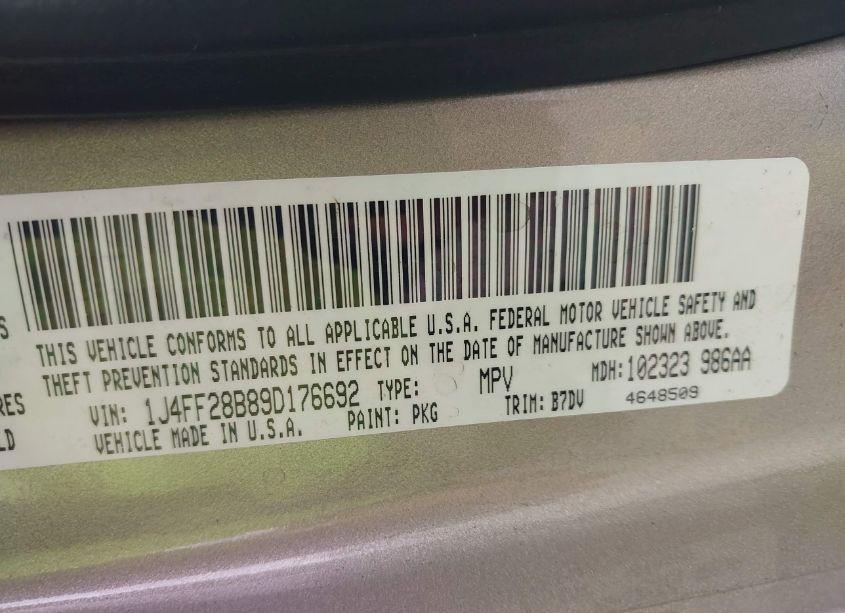 S
THIS VEHICLE CONFORMS TO ALL APPLICABLE U.S.A. FEDERAL MOTOR VEHICLE SAFETY AND
THEFT PREVENTION STANDARDS IN EFFECT ON THE DATE OF MANUFACTURE SHOWN ABOVE.
RES VIN: 1J4FF28B89D176692 TYPE: MPV MDH:102323 986AA
LD VEHICLE MADE IN U.S.A. PAINT: PKG TRIM: B7DV 4648509